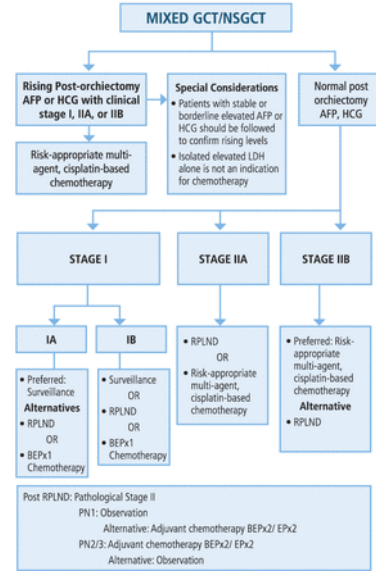 MIXED GCT/NSGCT
Rising Post-orchiectomy
AFP or HCG with clinical
stage I, IIA, or IIB
Risk-appropriate multi-
agent, cisplatin-based
chemotherapy
Special Considerations
• Patients with stable or
borderline elevated AFP or
HCG should be followed
to confirm rising levels
• Isolated elevated LDH
alone is not an indication
for chemotherapy
Normal post
orchiectomy
AFP, HCG
STAGE I
STAGE IIA
STAGE IIB
IA
• Preferred:
Surveillance
Alternatives
• RPLND
OR
• BEPx1
Chemotherapy
IB
• Surveillance
OR
• RPLND
OR
• BEPx1
Chemotherapy
• RPLND
OR
• Risk-appropriate
multi-agent,
cisplatin-based
chemotherapy
• Preferred: Risk-
appropriate
multi-agent,
cisplatin-based
chemotherapy
Alternative
• RPLND
Post RPLND: Pathological Stage II
PN1: Observation
Alternative: Adjuvant chemotherapy BEPx2/ EPx2
PN2/3: Adjuvant chemotherapy BEPx2/ EPx2
Alternative: Observation